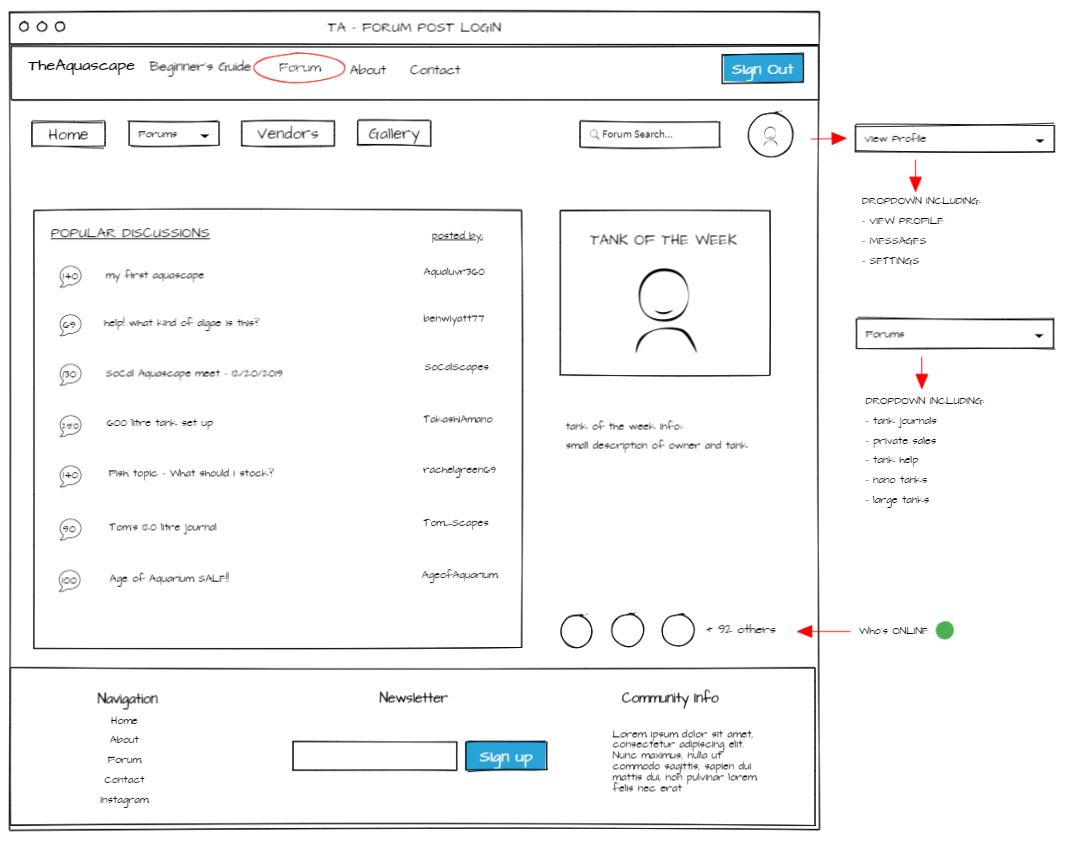 TA - FORUM POST LOGIN
TheAquascape Beginner's Guide Forum About Contact Sign Out
Home Forums Vendors Gallery Forum Search...
View Profile
DROPDOWN INCLUDING:
- VIEW PROFILE
- MESSAGES
- SETTINGS
POPULAR DISCUSSIONS posted by:
140 my first aquascape Aqualuvr360
69 help! what kind of algae is this? benwiyatt77
130 SoCal Aquascape meet - 12/20/2019 SoCalScapes
250 600 litre tank set up TakashiAmano
140 Fish topic - What should I stock? rachelgreen69
90 Tom's 120 litre journal Tom_Scapes
100 Age of Aquarium SALE!! AgeofAquarium
TANK OF THE WEEK
tank of the week info:
small description of owner and tank
Forums
DROPDOWN INCLUDING:
- tank journals
- private sales
- tank help
- nano tanks
- large tanks
+ 92 others
Who's ONLINE
Navigation
Home
About
Forum
Contact
Instagram
Newsletter
Sign up
Community Info
Lorem ipsum dolor sit amet,
consectetur adipiscing elit.
Nunc maximus, nulla ut
commodo sagittis, sapien dui
mattis dui, non pulvinar lorem
felis nec erat